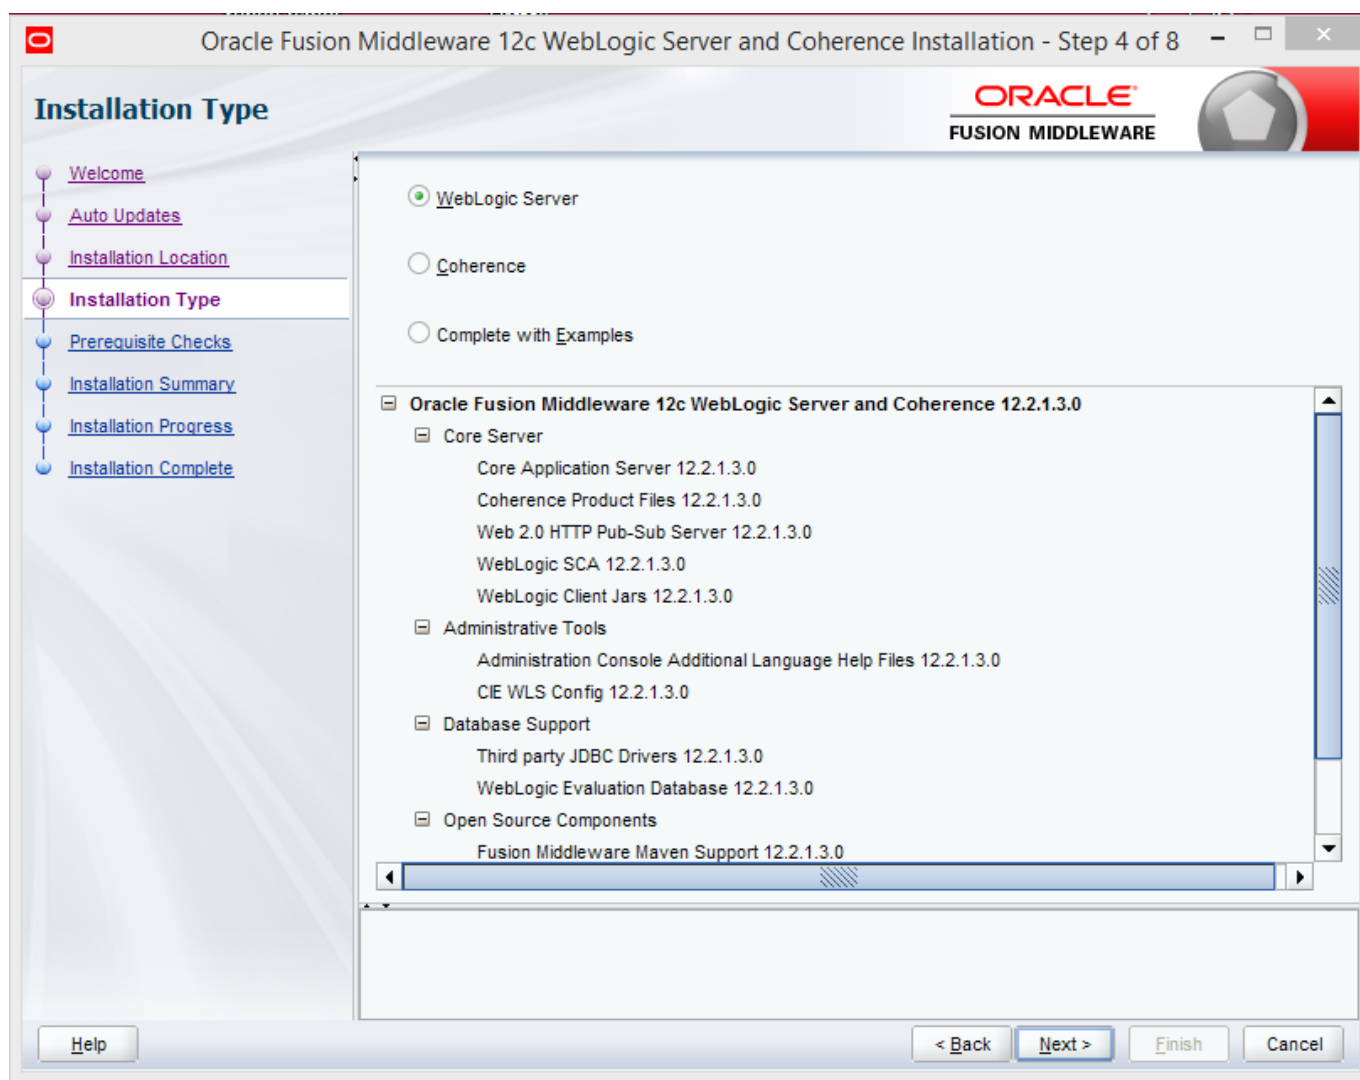 Oracle Fusion Middleware 12c WebLogic Server and Coherence Installation - Step 4 of 8
Installation Type
ORACLE
FUSION MIDDLEWARE
Welcome
Auto Updates
Installation Location
Installation Type
Prerequisite Checks
Installation Summary
Installation Progress
Installation Complete
WebLogic Server
Coherence
Complete with Examples
Oracle Fusion Middleware 12c WebLogic Server and Coherence 12.2.1.3.0
Core Server
Core Application Server 12.2.1.3.0
Coherence Product Files 12.2.1.3.0
Web 2.0 HTTP Pub-Sub Server 12.2.1.3.0
WebLogic SCA 12.2.1.3.0
WebLogic Client Jars 12.2.1.3.0
Administrative Tools
Administration Console Additional Language Help Files 12.2.1.3.0
CIE WLS Config 12.2.1.3.0
Database Support
Third party JDBC Drivers 12.2.1.3.0
WebLogic Evaluation Database 12.2.1.3.0
Open Source Components
Fusion Middleware Maven Support 12.2.1.3.0
Help
< Back
Next >
Finish
Cancel